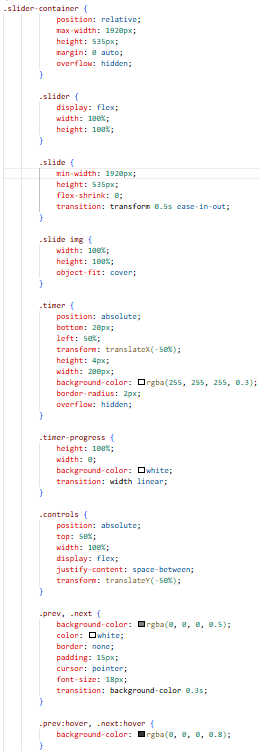 .slider-container {
position: relative;
max-width: 1920px;
height: 535px;
margin: 0 auto;
overflow: hidden;
}
.slider {
display: flex;
width: 100%;
height: 100%;
}
.slide {
min-width: 1920px;
height: 535px;
flex-shrink: 0;
transition: transform 0.5s ease-in-out;
}
.slide img {
width: 100%;
height: 100%;
object-fit: cover;
}
.timer {
position: absolute;
bottom: 20px;
left: 50%;
transform: translateX(-50%);
height: 4px;
width: 200px;
background-color: rgba(255, 255, 255, 0.3);
border-radius: 2px;
overflow: hidden;
}
.timer-progress {
height: 100%;
width: 0;
background-color: white;
transition: width linear;
}
.controls {
position: absolute;
top: 50%;
width: 100%;
display: flex;
justify-content: space-between;
transform: translateY(-50%);
}
.prev, .next {
background-color: rgba(0, 0, 0, 0.5);
color: white;
border: none;
padding: 15px;
cursor: pointer;
font-size: 18px;
transition: background-color 0.3s;
}
.prev:hover, .next:hover {
background-color: rgba(0, 0, 0, 0.8);
}